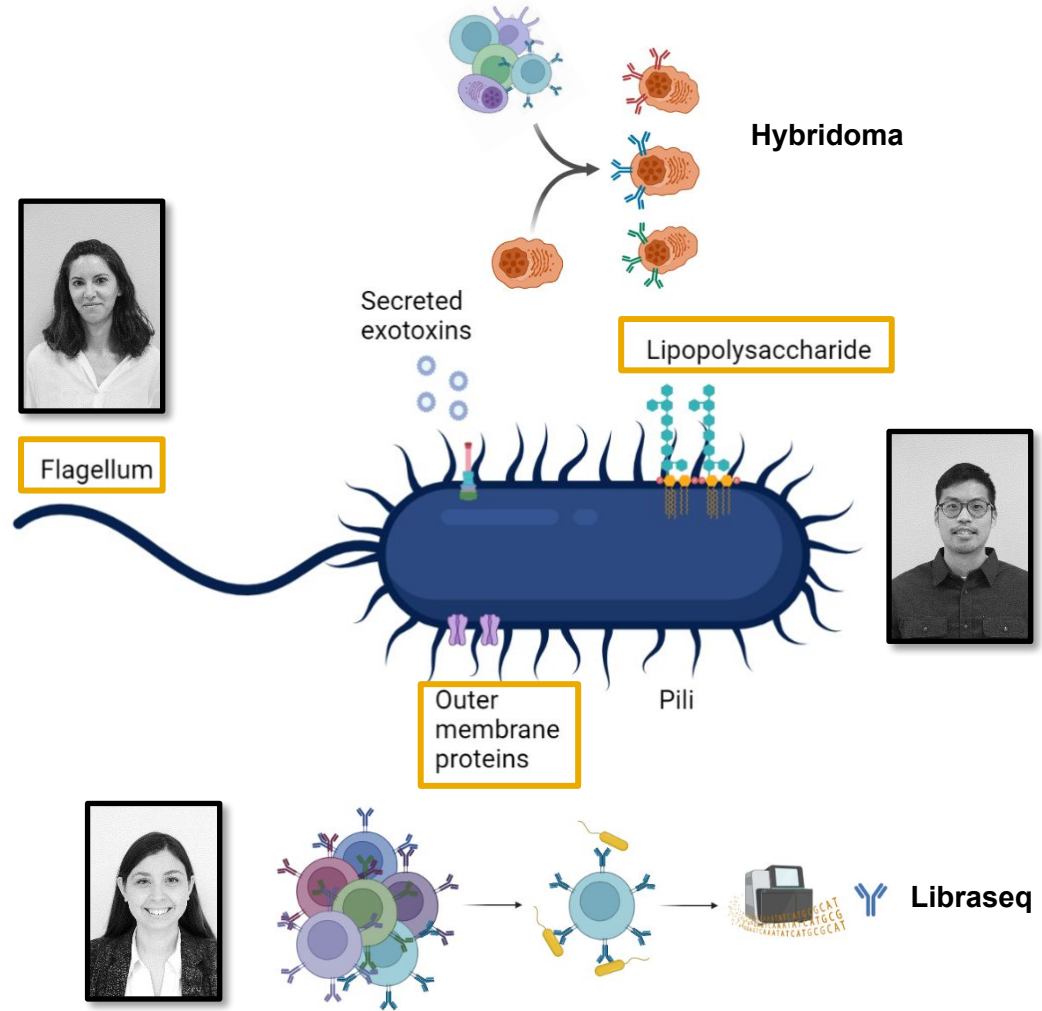 Hybridoma
Secreted
exotoxins
Lipopolysaccharide
Flagellum
Outer
membrane
proteins
Pili
Libraseq